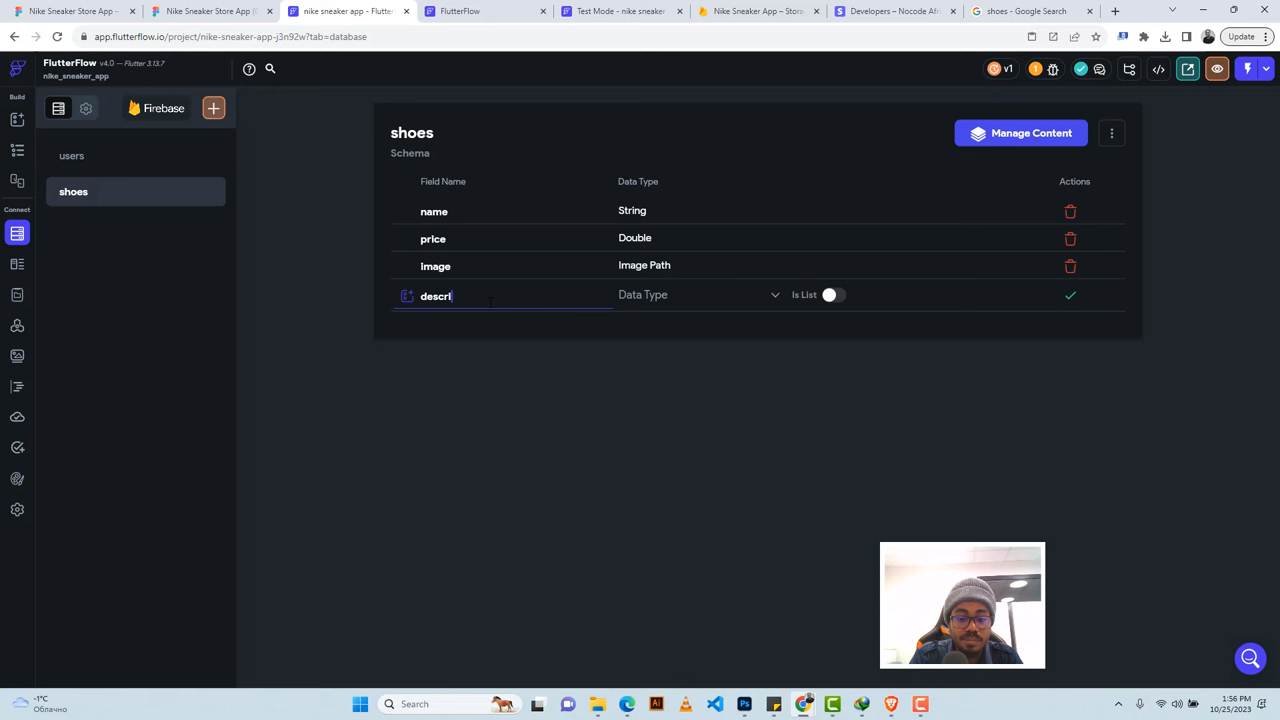 Nike Sneaker Store App –
Nike Sneaker Store App (C
nike sneaker app - Flutter
FlutterFlow
Test Mode - nike sneaker
Nike Sneaker App – Store
Developers – Nocode Afri
shes - Google Search
app.flutterflow.io/project/nike-sneaker-app-j3n92w?tab=database
Update
FlutterFlow v4.0 - Flutter 3.13.7
nike_sneaker_app
v1
1
Build
Firebase
users
shoes
Connect
shoes
Manage Content
Schema
Field Name
Data Type
Actions
name
String
price
Double
image
Image Path
descri
Data Type
Is List
-1°C
Облачно
Search
1:56 PM
10/25/2023